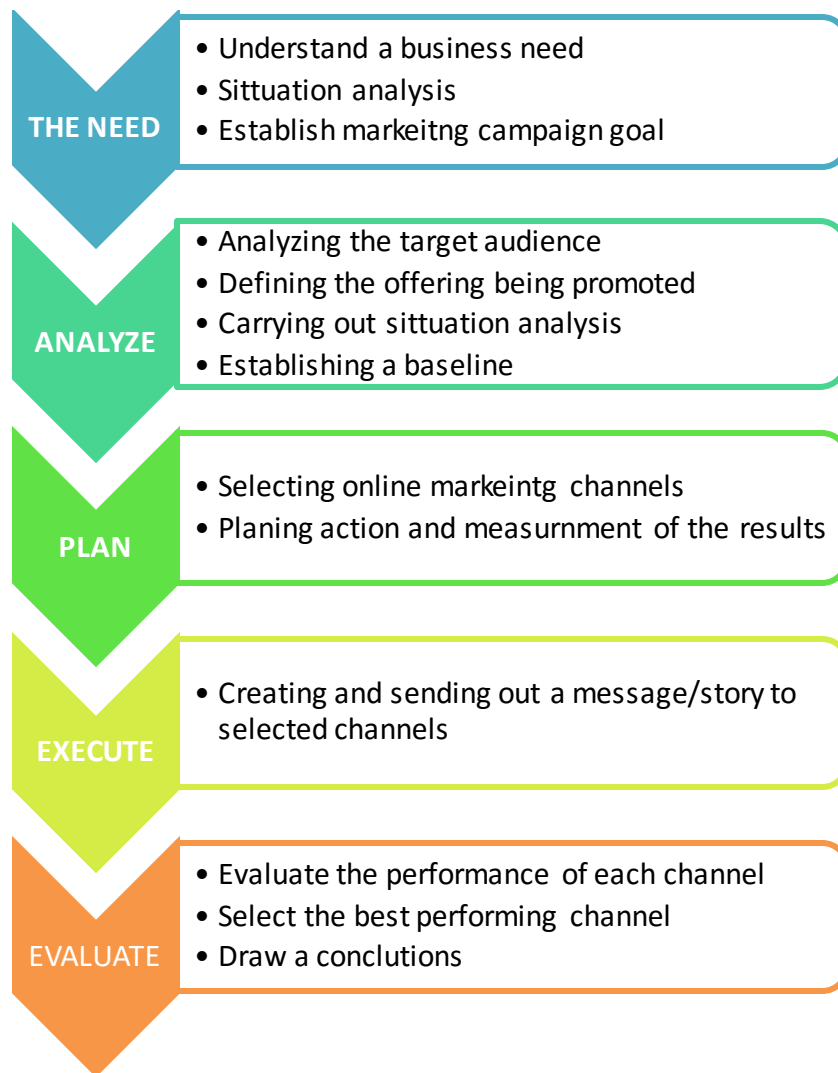 THE NEED
• Understand a business need
• Sittuation analysis
• Establish markeitng campaign goal
ANALYZE
• Analyzing the target audience
• Defining the offering being promoted
• Carrying out sittuation analysis
• Establishing a baseline
PLAN
• Selecting online markeintg channels
• Planing action and measurnment of the results
EXECUTE
• Creating and sending out a message/story to
selected channels
EVALUATE
• Evaluate the performance of each channel
• Select the best performing channel
• Draw a conclutions